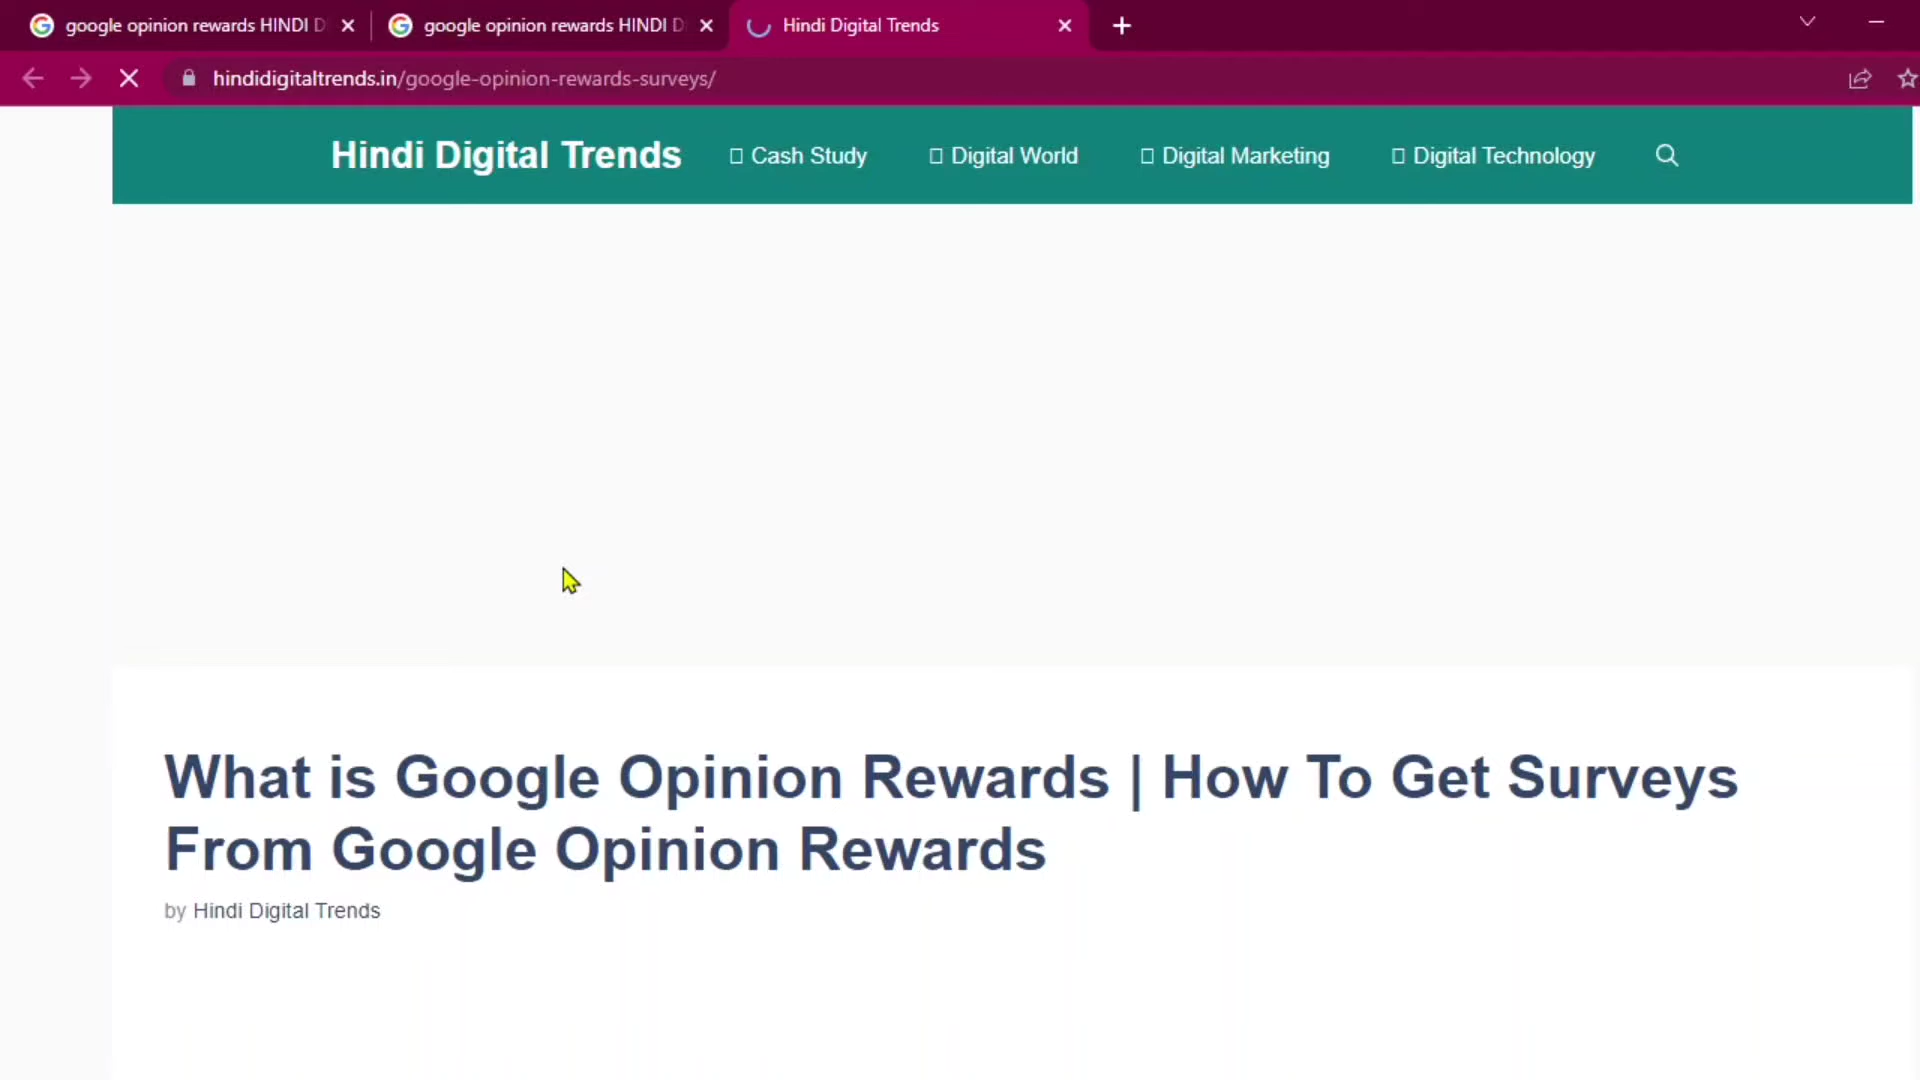 google opinion rewards HINDI D
google opinion rewards HINDI D
Hindi Digital Trends
hindidigitaltrends.in/google-opinion-rewards-surveys/
Hindi Digital Trends
Cash Study
Digital World
Digital Marketing
Digital Technology
What is Google Opinion Rewards | How To Get Surveys
From Google Opinion Rewards
by Hindi Digital Trends